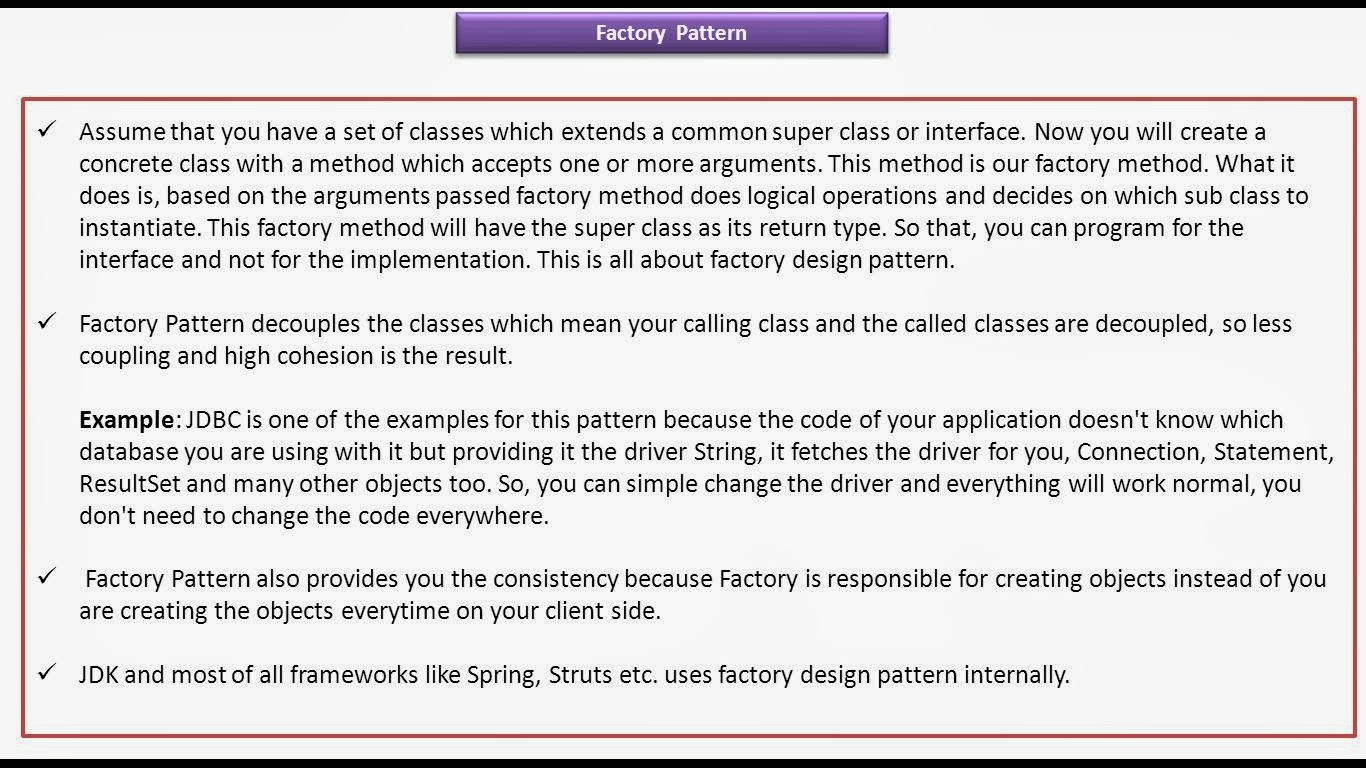 Factory Pattern
✓ Assume that you have a set of classes which extends a common super class or interface. Now you will create a
concrete class with a method which accepts one or more arguments. This method is our factory method. What it
does is, based on the arguments passed factory method does logical operations and decides on which sub class to
instantiate. This factory method will have the super class as its return type. So that, you can program for the
interface and not for the implementation. This is all about factory design pattern.
✓ Factory Pattern decouples the classes which mean your calling class and the called classes are decoupled, so less
coupling and high cohesion is the result.
Example: JDBC is one of the examples for this pattern because the code of your application doesn't know which
database you are using with it but providing it the driver String, it fetches the driver for you, Connection, Statement,
ResultSet and many other objects too. So, you can simple change the driver and everything will work normal, you
don't need to change the code everywhere.
✓ Factory Pattern also provides you the consistency because Factory is responsible for creating objects instead of you
are creating the objects everytime on your client side.
✓ JDK and most of all frameworks like Spring, Struts etc. uses factory design pattern internally.